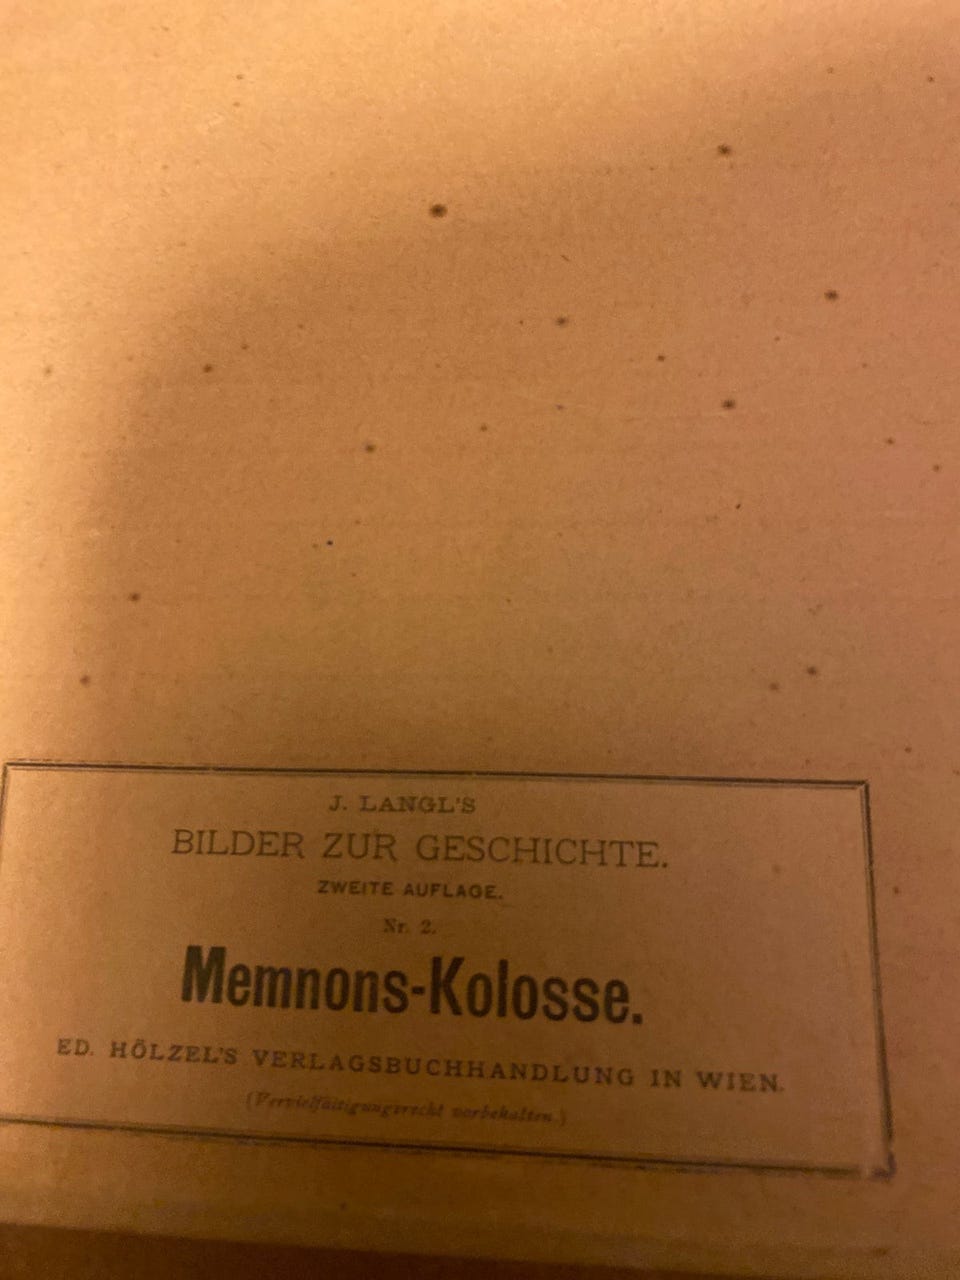 J. LANGL'S
BILDER ZUR GESCHICHTE.
ZWEITE AUFLAGE.
Nr. 2.
Memnons-Kolosse.
ED. HÖLZEL'S VERLAGSBUCHHANDLUNG IN WIEN.
(Vervielfältigungsrecht vorbehalten.)